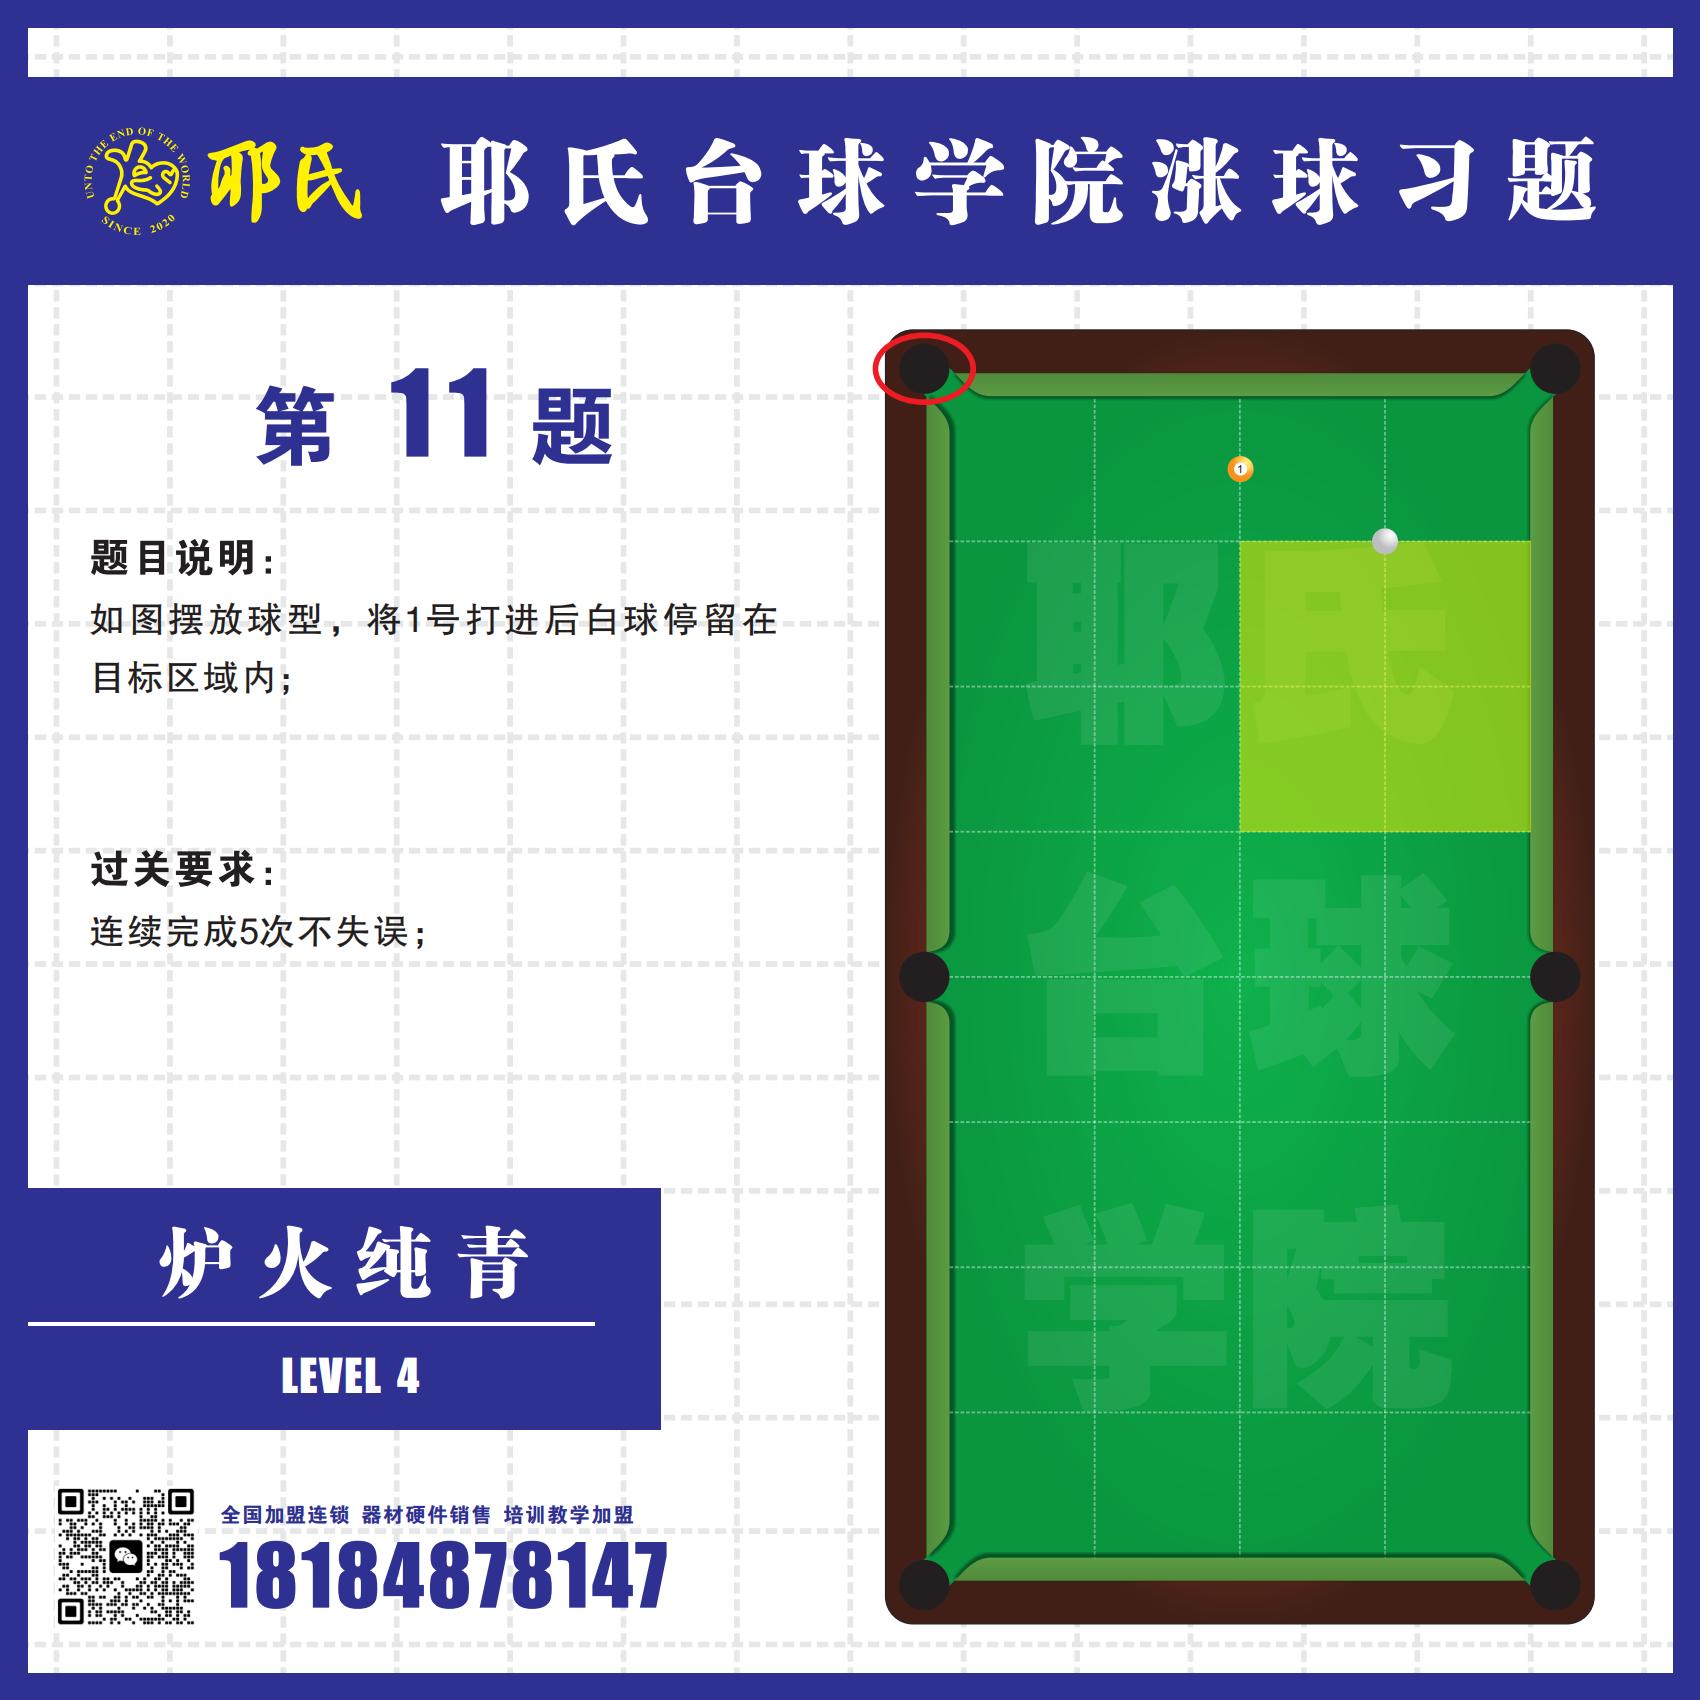 UNTO THE END OF THE WORLD
SINCE 2020
耶氏
耶氏台球学院涨球习题
第11题
题目说明：
如图摆放球型，将1号打进后白球停留在
目标区域内；
过关要求：
连续完成5次不失误；
1
耶氏
台球
学院
炉火纯青
LEVEL 4
全国加盟连锁 器材硬件销售 培训教学加盟
18184878147